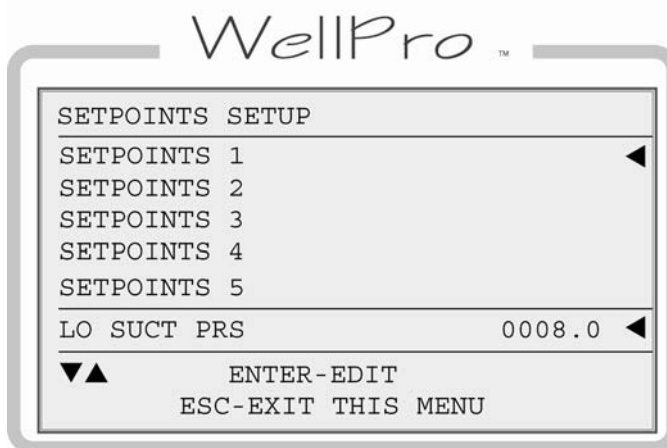 WellPro ™
SETPOINTS SETUP
SETPOINTS 1 ◀
SETPOINTS 2
SETPOINTS 3
SETPOINTS 4
SETPOINTS 5
LO SUCT PRS 0008.0 ◀
▼▲ ENTER-EDIT
ESC-EXIT THIS MENU